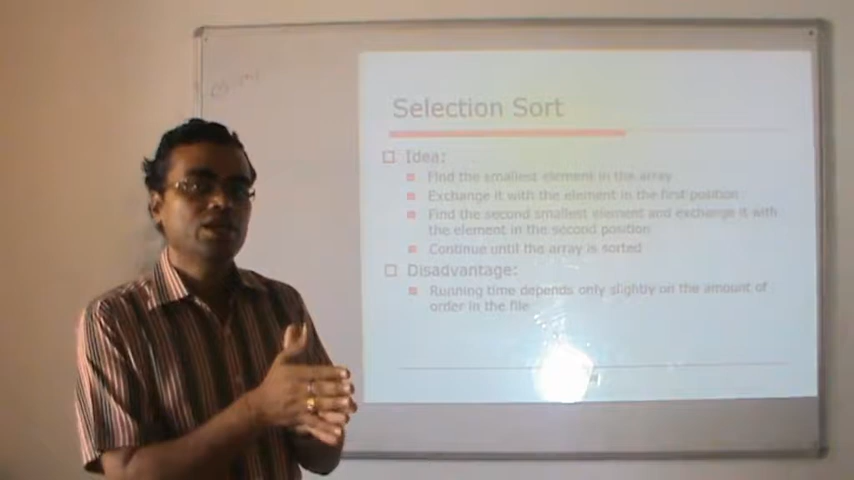 Selection Sort
Idea:
Find the smallest element in the array
Exchange it with the element in the first position
Find the second smallest element and exchange it with
the element in the second position
Continue until the array is sorted
Disadvantage:
Running time depends only slightly on the amount of
order in the file